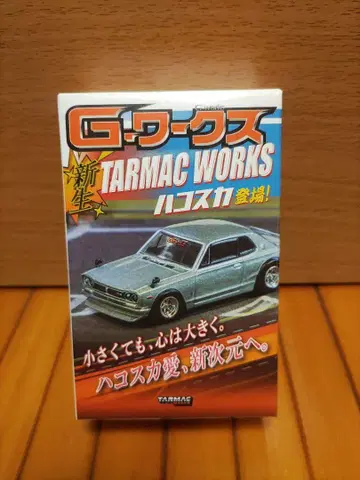 G・ワークス
新生
TARMAC WORKS
ハコスカ登場!
小さくても、心は大きく。
ハコスカ愛、新次元へ。
TARMAC